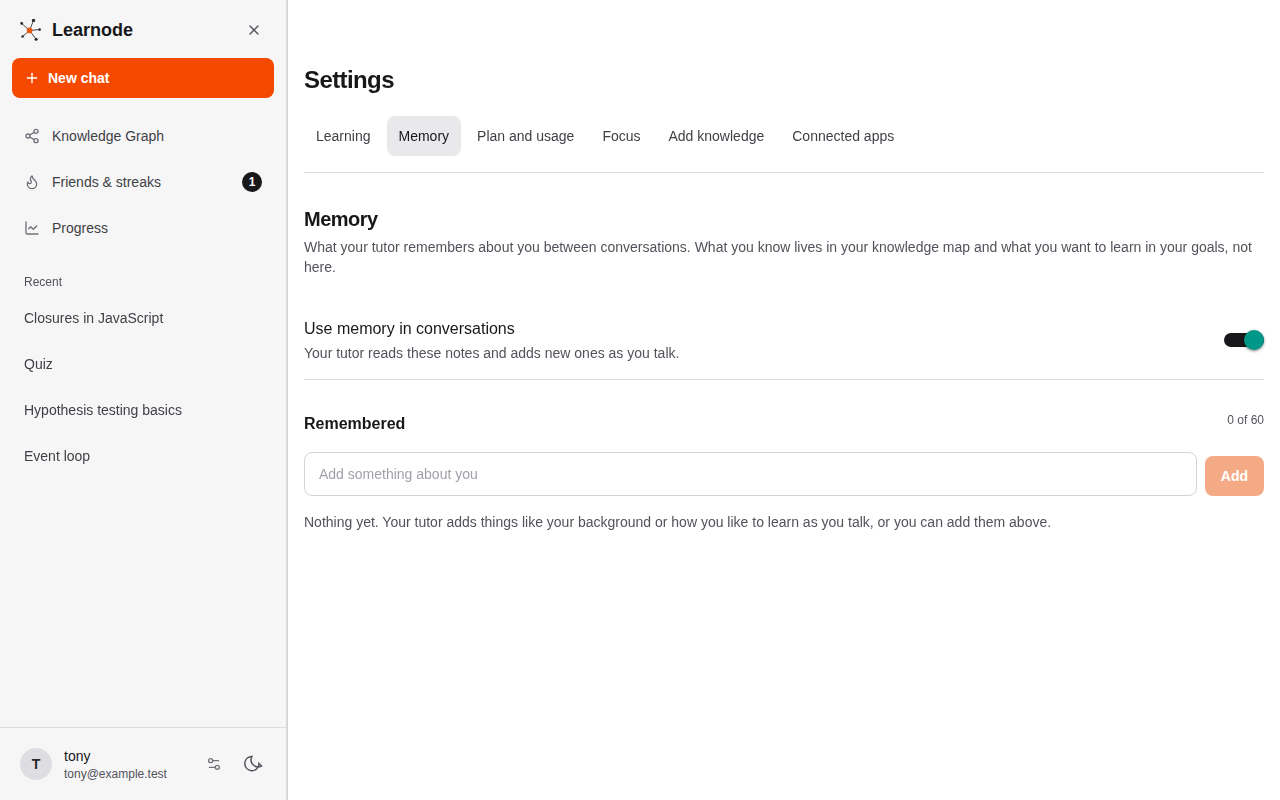 Learnode
New chat
Knowledge Graph
Friends & streaks
1
Progress
Recent
Closures in JavaScript
Quiz
Hypothesis testing basics
Event loop
T
tony
tony@example.test
Settings
Learning
Memory
Plan and usage
Focus
Add knowledge
Connected apps
Memory
What your tutor remembers about you between conversations. What you know lives in your knowledge map and what you want to learn in your goals, not
here.
Use memory in conversations
Your tutor reads these notes and adds new ones as you talk.
Remembered
0 of 60
Add something about you
Add
Nothing yet. Your tutor adds things like your background or how you like to learn as you talk, or you can add them above.